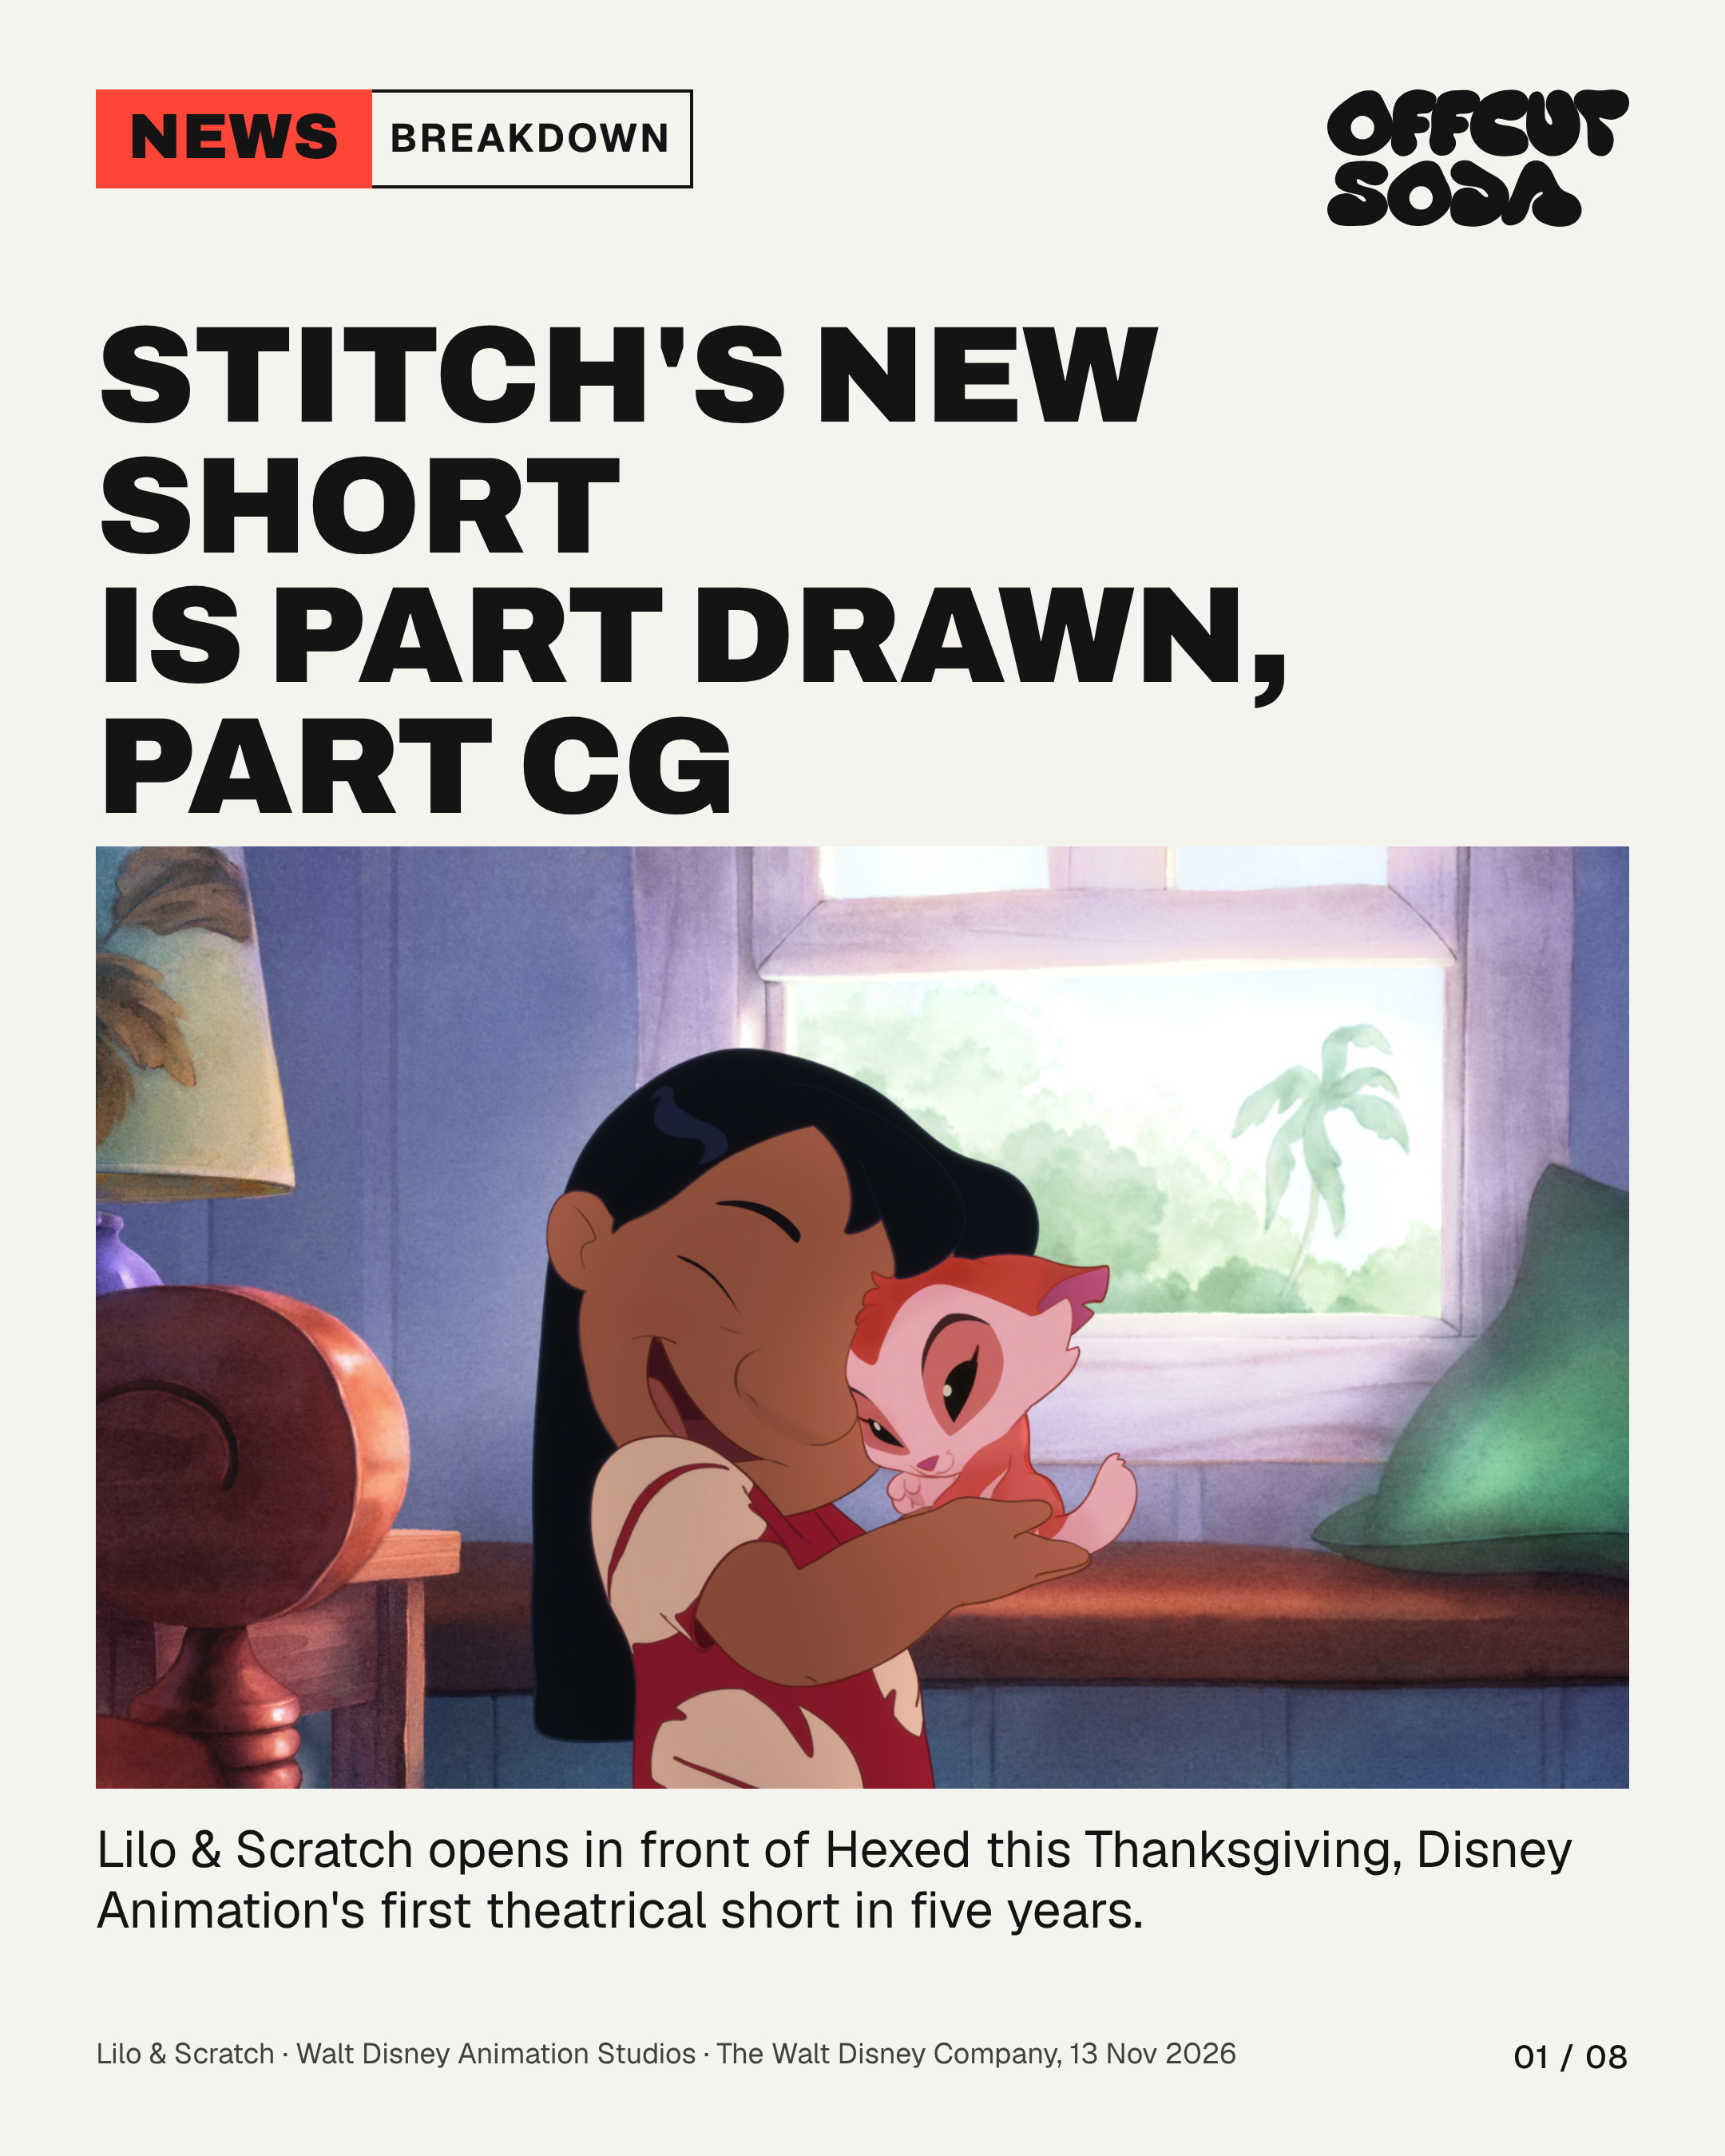 NEWS BREAKDOWN
OFFCUT
SODA
STITCH'S NEW
SHORT
IS PART DRAWN,
PART CG
Lilo & Scratch opens in front of Hexed this Thanksgiving, Disney
Animation's first theatrical short in five years.
Lilo & Scratch · Walt Disney Animation Studios · The Walt Disney Company, 13 Nov 2026
01 / 08